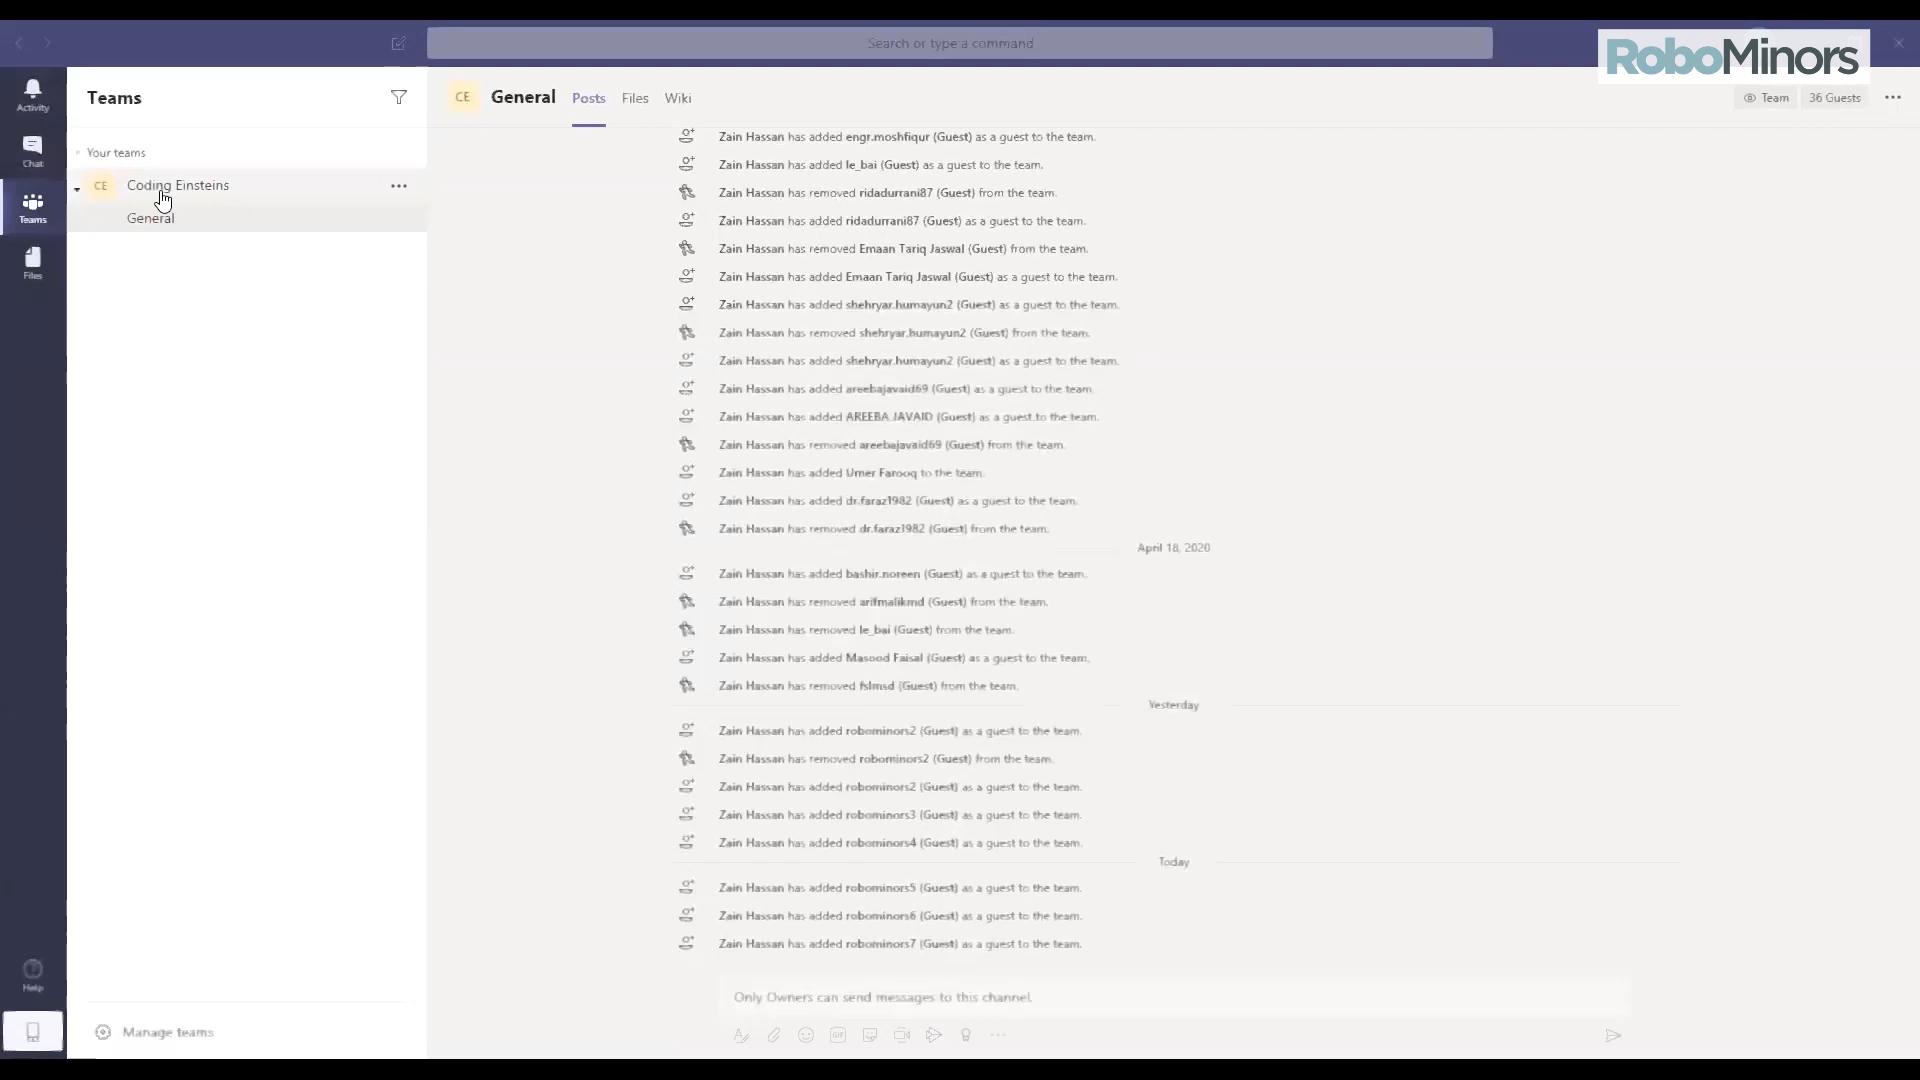 Search or type a command
RoboMinors
Activity
Chat
Teams
Files
Help
Teams
Your teams
CE Coding Einsteins
General
Manage teams
CE General Posts Files Wiki
Team 36 Guests
Zain Hassan has added engr.moshfiqur (Guest) as a guest to the team.
Zain Hassan has added le_bai (Guest) as a guest to the team.
Zain Hassan has removed ridadurrani87 (Guest) from the team.
Zain Hassan has added ridadurrani87 (Guest) as a guest to the team.
Zain Hassan has removed Emaan Tariq Jaswal (Guest) from the team.
Zain Hassan has added Emaan Tariq Jaswal (Guest) as a guest to the team.
Zain Hassan has added shehryar.humayun2 (Guest) as a guest to the team.
Zain Hassan has removed shehryar.humayun2 (Guest) from the team.
Zain Hassan has added shehryar.humayun2 (Guest) as a guest to the team.
Zain Hassan has added areebajavaid69 (Guest) as a guest to the team.
Zain Hassan has added AREEBA JAVAID (Guest) as a guest to the team.
Zain Hassan has removed areebajavaid69 (Guest) from the team.
Zain Hassan has added Umer Farooq to the team.
Zain Hassan has added dr.faraz1982 (Guest) as a guest to the team.
Zain Hassan has removed dr.faraz1982 (Guest) from the team.
April 18, 2020
Zain Hassan has added bashir.noreen (Guest) as a guest to the team.
Zain Hassan has removed arifmalikmd (Guest) from the team.
Zain Hassan has removed le_bai (Guest) from the team.
Zain Hassan has added Masood Faisal (Guest) as a guest to the team.
Zain Hassan has removed fslmsd (Guest) from the team.
Yesterday
Zain Hassan has added robominors2 (Guest) as a guest to the team.
Zain Hassan has removed robominors2 (Guest) from the team.
Zain Hassan has added robominors2 (Guest) as a guest to the team.
Zain Hassan has added robominors3 (Guest) as a guest to the team.
Zain Hassan has added robominors4 (Guest) as a guest to the team.
Today
Zain Hassan has added robominors5 (Guest) as a guest to the team.
Zain Hassan has added robominors6 (Guest) as a guest to the team.
Zain Hassan has added robominors7 (Guest) as a guest to the team.
Only Owners can send messages to this channel
GIF